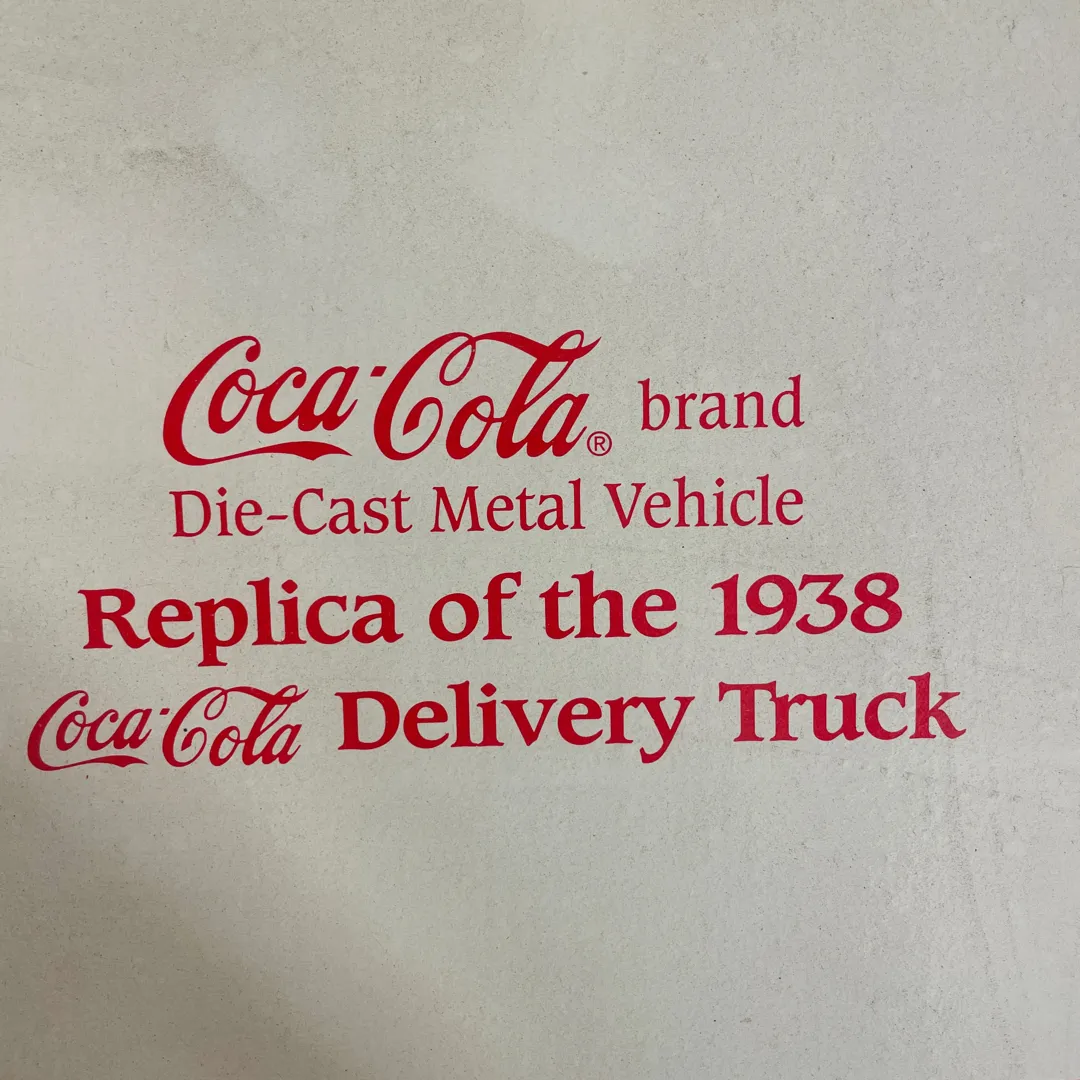 Coca-Cola® brand
Die-Cast Metal Vehicle
Replica of the 1938
Coca-Cola Delivery Truck